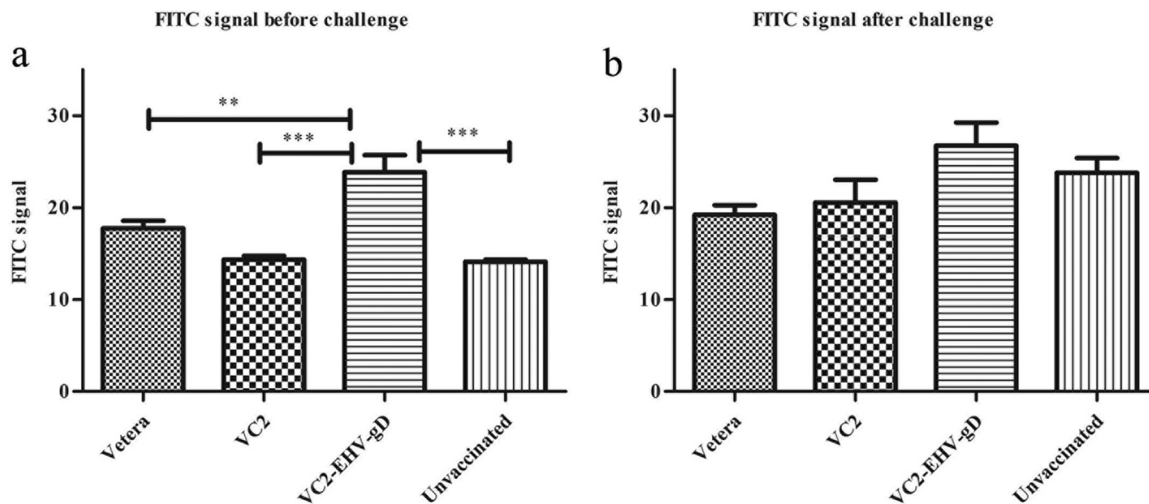 FITC signal before challenge
a
FITC signal
30
20
10
0
**
***
***
Vetera
VC2
VC2-EHV-gD
Unvaccinated
FITC signal after challenge
b
FITC signal
30
20
10
0
Vetera
VC2
VC2-EHV-gD
Unvaccinated